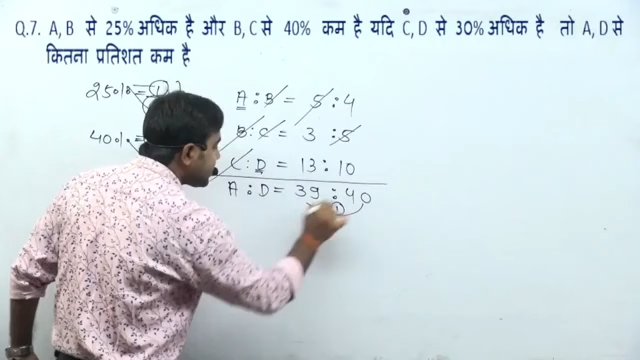 Q.7. A, B से 25% अधिक है और B, C से 40% कम है यदि C, D से 30% अधिक है तो A, D से
कितना प्रतिशत कम है
25% = 1
40% =
A : B = 5 : 4
B : C = 3 : 5
C : D = 13 : 10
A : D = 39 : 40
1